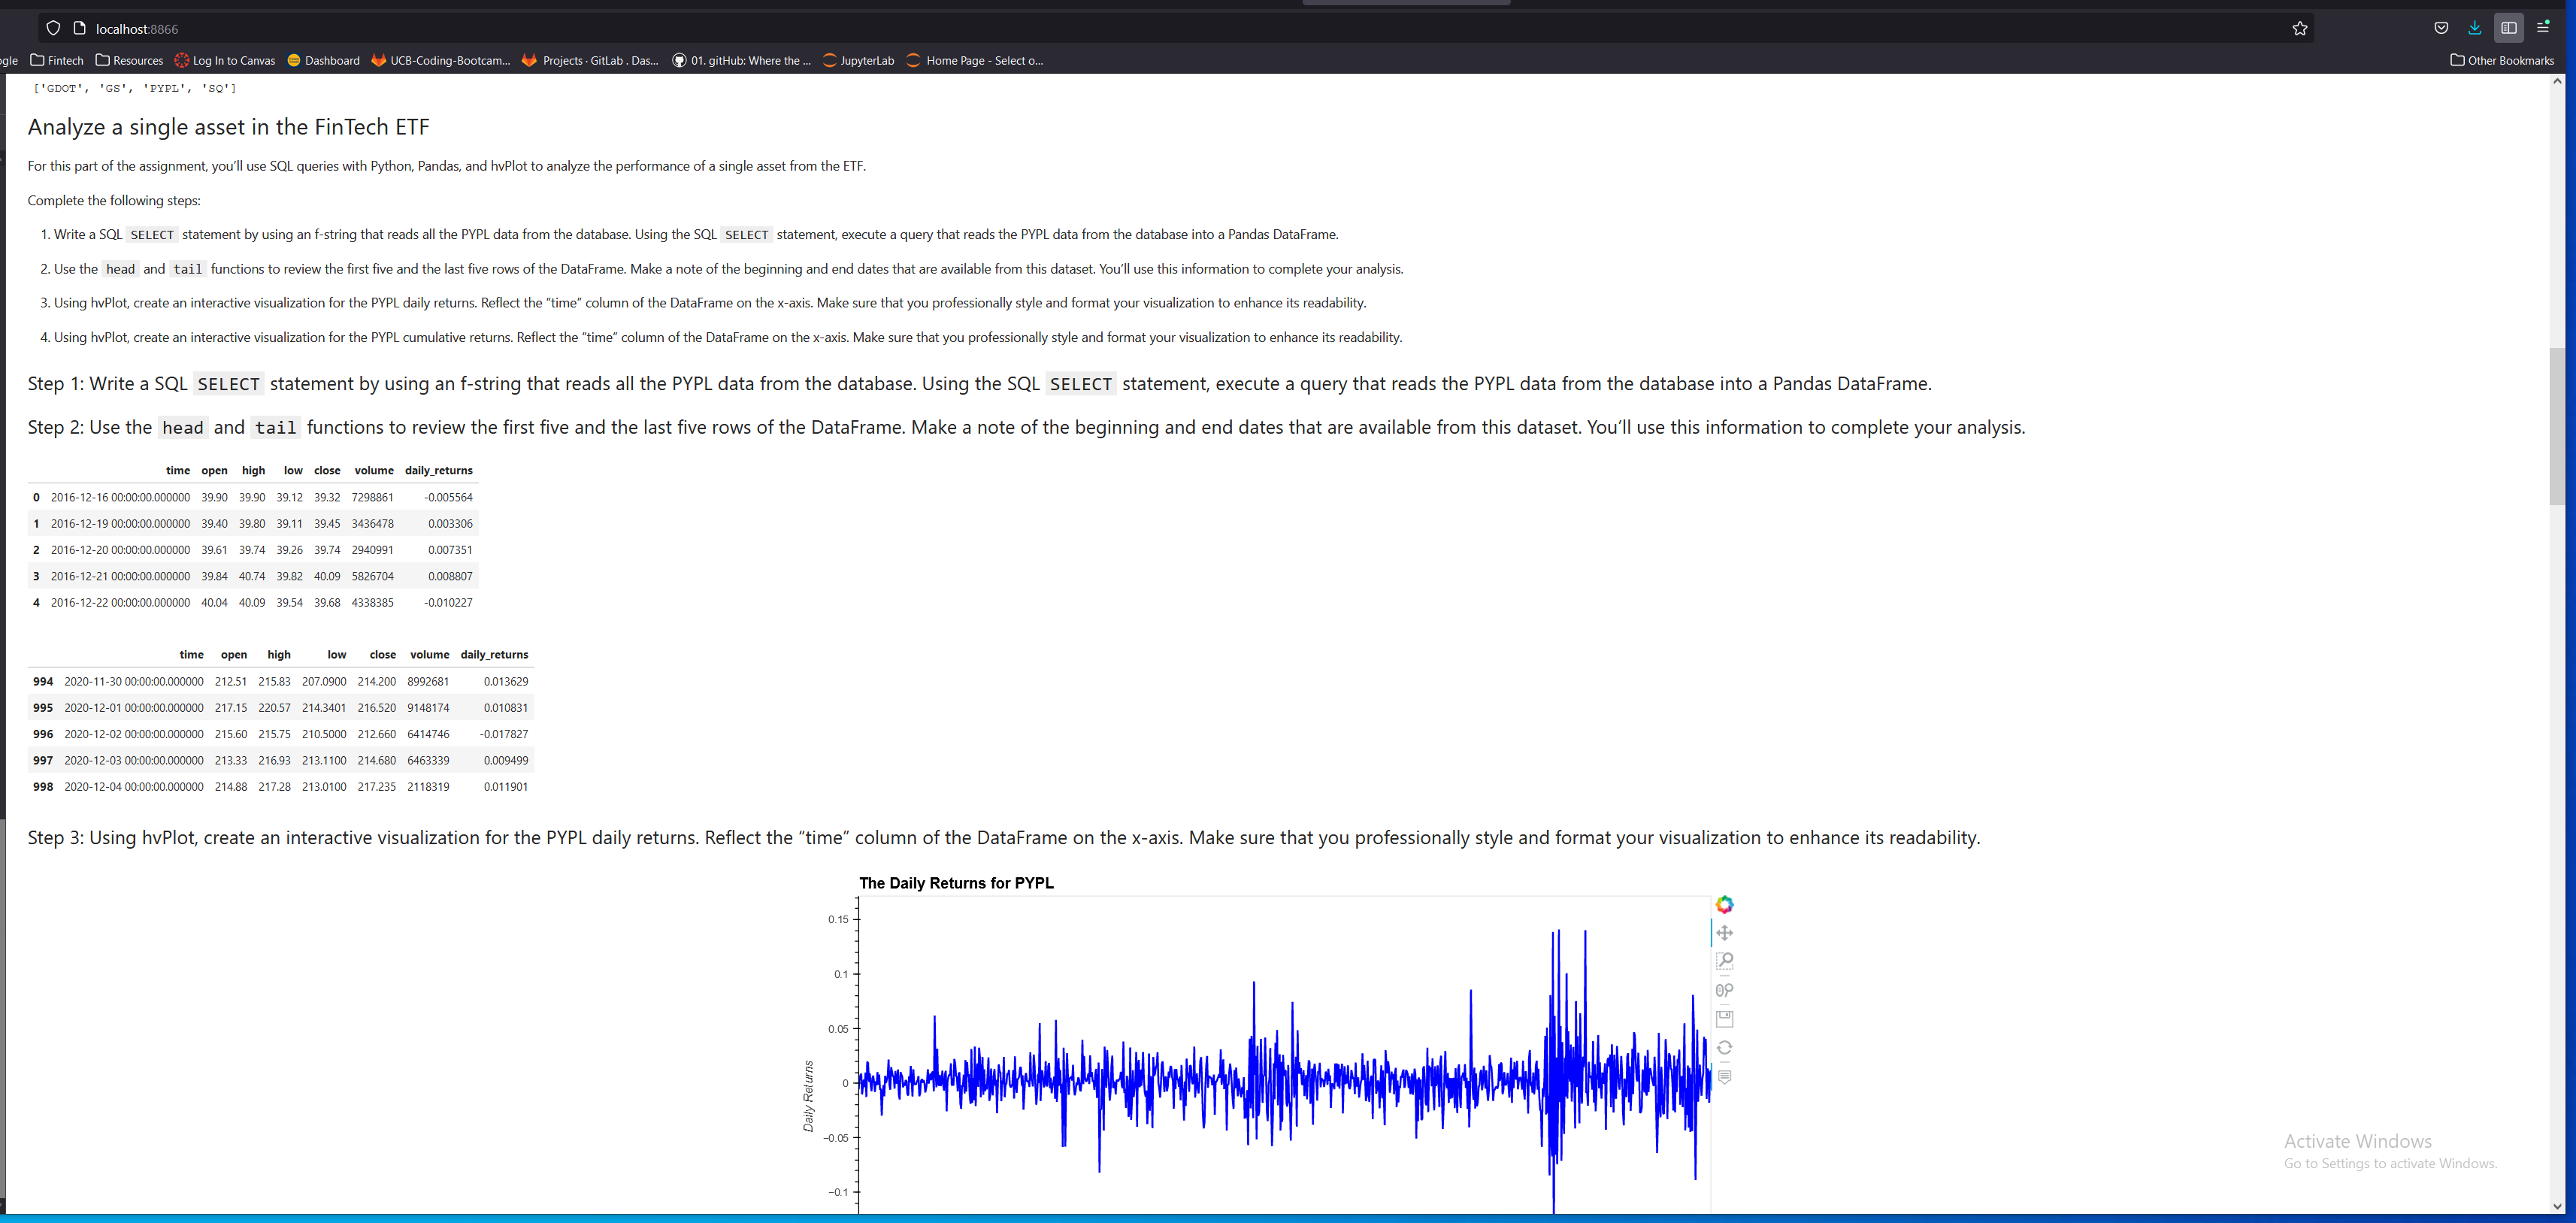 localhost:8866
ogle Fintech Resources Log In to Canvas Dashboard UCB-Coding-Bootcam... Projects · GitLab . Das... 01. gitHub: Where the ... JupyterLab Home Page - Select o... Other Bookmarks
['GDOT', 'GS', 'PYPL', 'SQ']
Analyze a single asset in the FinTech ETF
For this part of the assignment, you’ll use SQL queries with Python, Pandas, and hvPlot to analyze the performance of a single asset from the ETF.
Complete the following steps:
1. Write a SQL SELECT statement by using an f-string that reads all the PYPL data from the database. Using the SQL SELECT statement, execute a query that reads the PYPL data from the database into a Pandas DataFrame.
2. Use the head and tail functions to review the first five and the last five rows of the DataFrame. Make a note of the beginning and end dates that are available from this dataset. You’ll use this information to complete your analysis.
3. Using hvPlot, create an interactive visualization for the PYPL daily returns. Reflect the “time” column of the DataFrame on the x-axis. Make sure that you professionally style and format your visualization to enhance its readability.
4. Using hvPlot, create an interactive visualization for the PYPL cumulative returns. Reflect the “time” column of the DataFrame on the x-axis. Make sure that you professionally style and format your visualization to enhance its readability.
Step 1: Write a SQL SELECT statement by using an f-string that reads all the PYPL data from the database. Using the SQL SELECT statement, execute a query that reads the PYPL data from the database into a Pandas DataFrame.
Step 2: Use the head and tail functions to review the first five and the last five rows of the DataFrame. Make a note of the beginning and end dates that are available from this dataset. You’ll use this information to complete your analysis.
time open high low close volume daily_returns
0 2016-12-16 00:00:00.000000 39.90 39.90 39.12 39.32 7298861 -0.005564
1 2016-12-19 00:00:00.000000 39.40 39.80 39.11 39.45 3436478 0.003306
2 2016-12-20 00:00:00.000000 39.61 39.74 39.26 39.74 2940991 0.007351
3 2016-12-21 00:00:00.000000 39.84 40.74 39.82 40.09 5826704 0.008807
4 2016-12-22 00:00:00.000000 40.04 40.09 39.54 39.68 4338385 -0.010227
time open high low close volume daily_returns
994 2020-11-30 00:00:00.000000 212.51 215.83 207.0900 214.200 8992681 0.013629
995 2020-12-01 00:00:00.000000 217.15 220.57 214.3401 216.520 9148174 0.010831
996 2020-12-02 00:00:00.000000 215.60 215.75 210.5000 212.660 6414746 -0.017827
997 2020-12-03 00:00:00.000000 213.33 216.93 213.1100 214.680 6463339 0.009499
998 2020-12-04 00:00:00.000000 214.88 217.28 213.0100 217.235 2118319 0.011901
Step 3: Using hvPlot, create an interactive visualization for the PYPL daily returns. Reflect the “time” column of the DataFrame on the x-axis. Make sure that you professionally style and format your visualization to enhance its readability.
The Daily Returns for PYPL
0.15
0.1
0.05
0
−0.05
−0.1
Daily Returns
Activate Windows
Go to Settings to activate Windows.